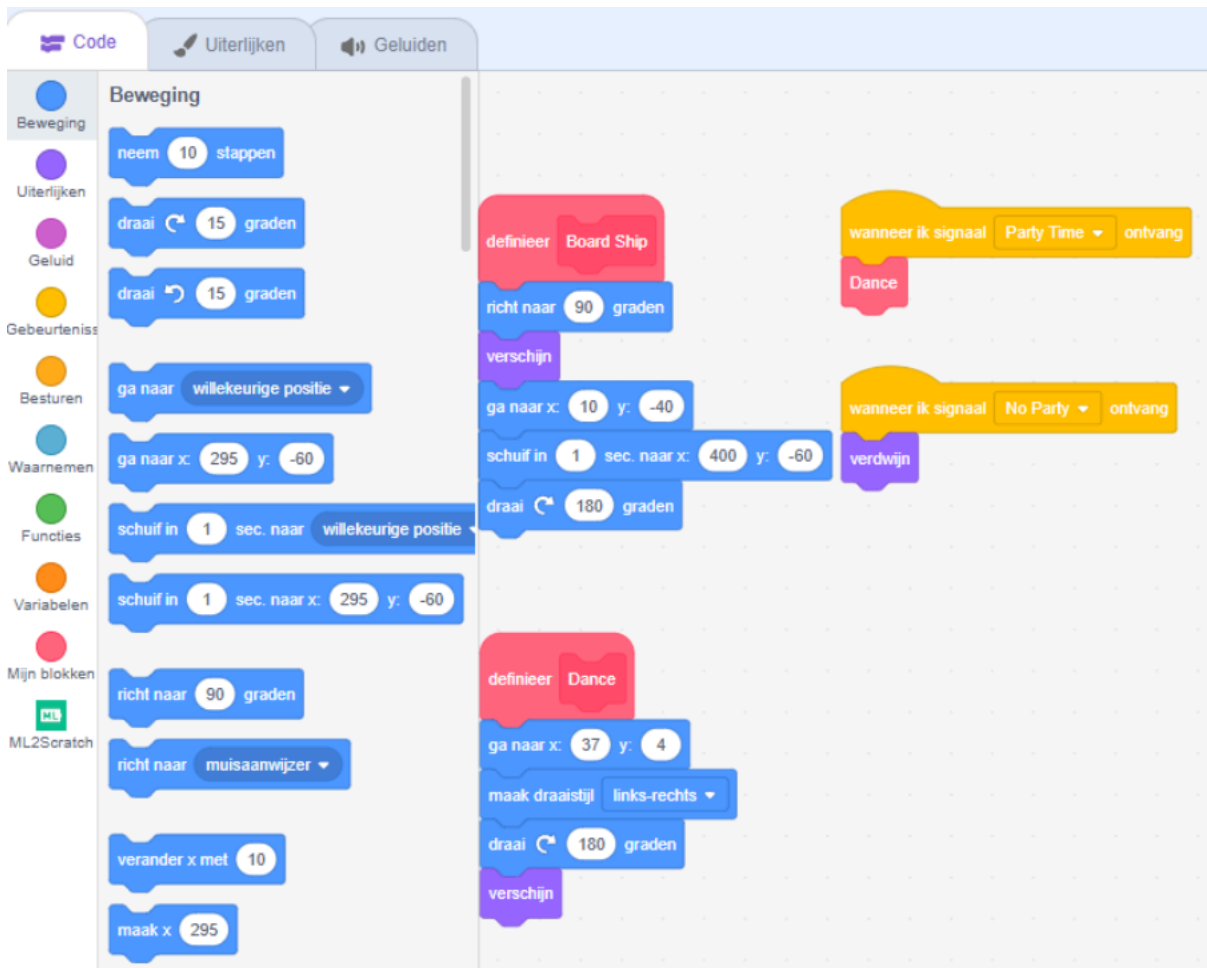 Code
Uiterlijken
Geluiden
Beweging
Uiterlijken
Geluid
Gebeurteniss
Besturen
Waarnemen
Functies
Variabelen
Mijn blokken
ML
ML2Scratch
Beweging
neem 10 stappen
draai 15 graden
draai 15 graden
ga naar willekeurige positie
ga naar x: 295 y: -60
schuif in 1 sec. naar willekeurige positie
schuif in 1 sec. naar x: 295 y: -60
richt naar 90 graden
richt naar muisaanwijzer
verander x met 10
maak x 295
definieer Board Ship
richt naar 90 graden
verschijn
ga naar x: 10 y: -40
schuif in 1 sec. naar x: 400 y: -60
draai 180 graden
definieer Dance
ga naar x: 37 y: 4
maak draaistijl links-rechts
draai 180 graden
verschijn
wanneer ik signaal Party Time ontvang
Dance
wanneer ik signaal No Party ontvang
verdwijn